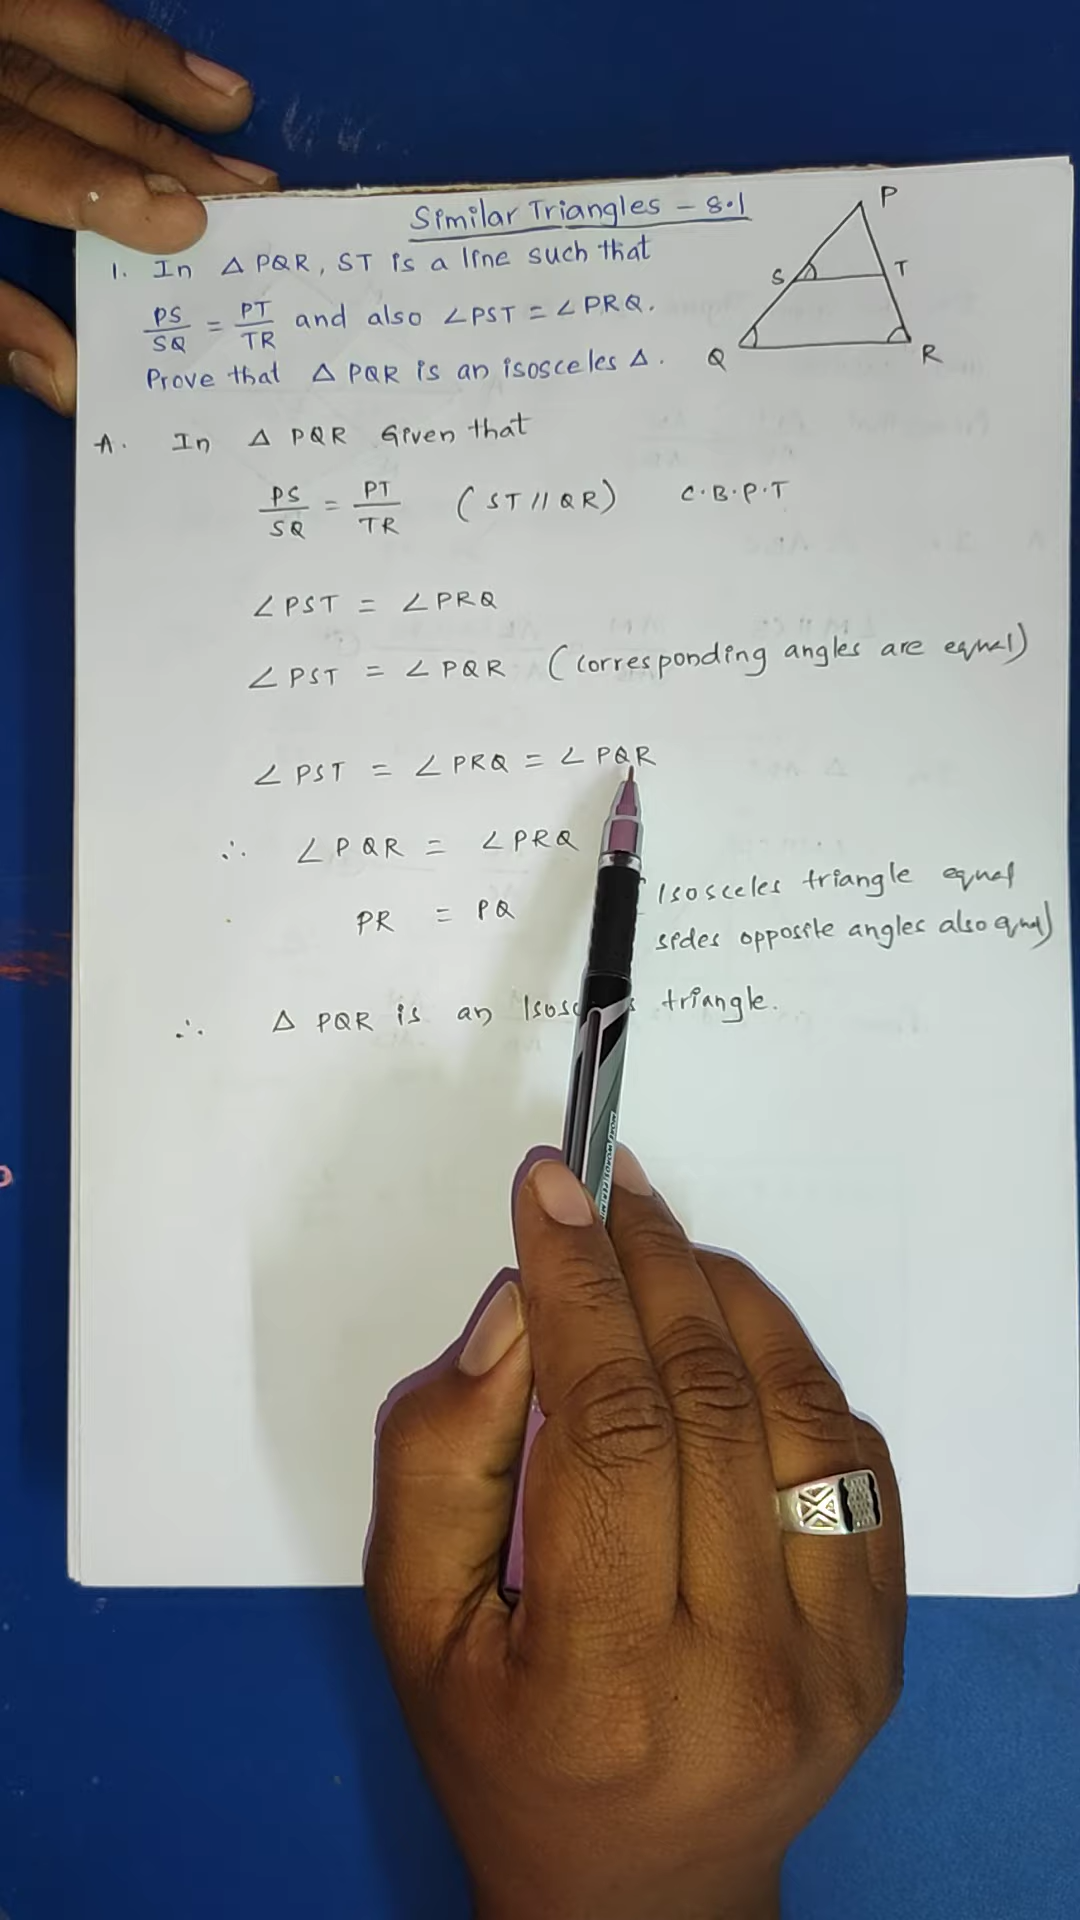 Similar Triangles - 8.1
1. In △ PQR, ST is a line such that
PS/SQ = PT/TR and also ∠PST = ∠PRQ.
Prove that △ PQR is an isosceles △.
P
S
T
Q
R
A. In △ PQR Given that
PS/SQ = PT/TR (ST // QR) C.B.P.T
∠PST = ∠PRQ
∠PST = ∠PQR (corresponding angles are equal)
∠PST = ∠PRQ = ∠PQR
∴ ∠PQR = ∠PRQ
PR = PQ
Isosceles triangle equal
sides opposite angles also equal)
∴ △ PQR is an triangle.